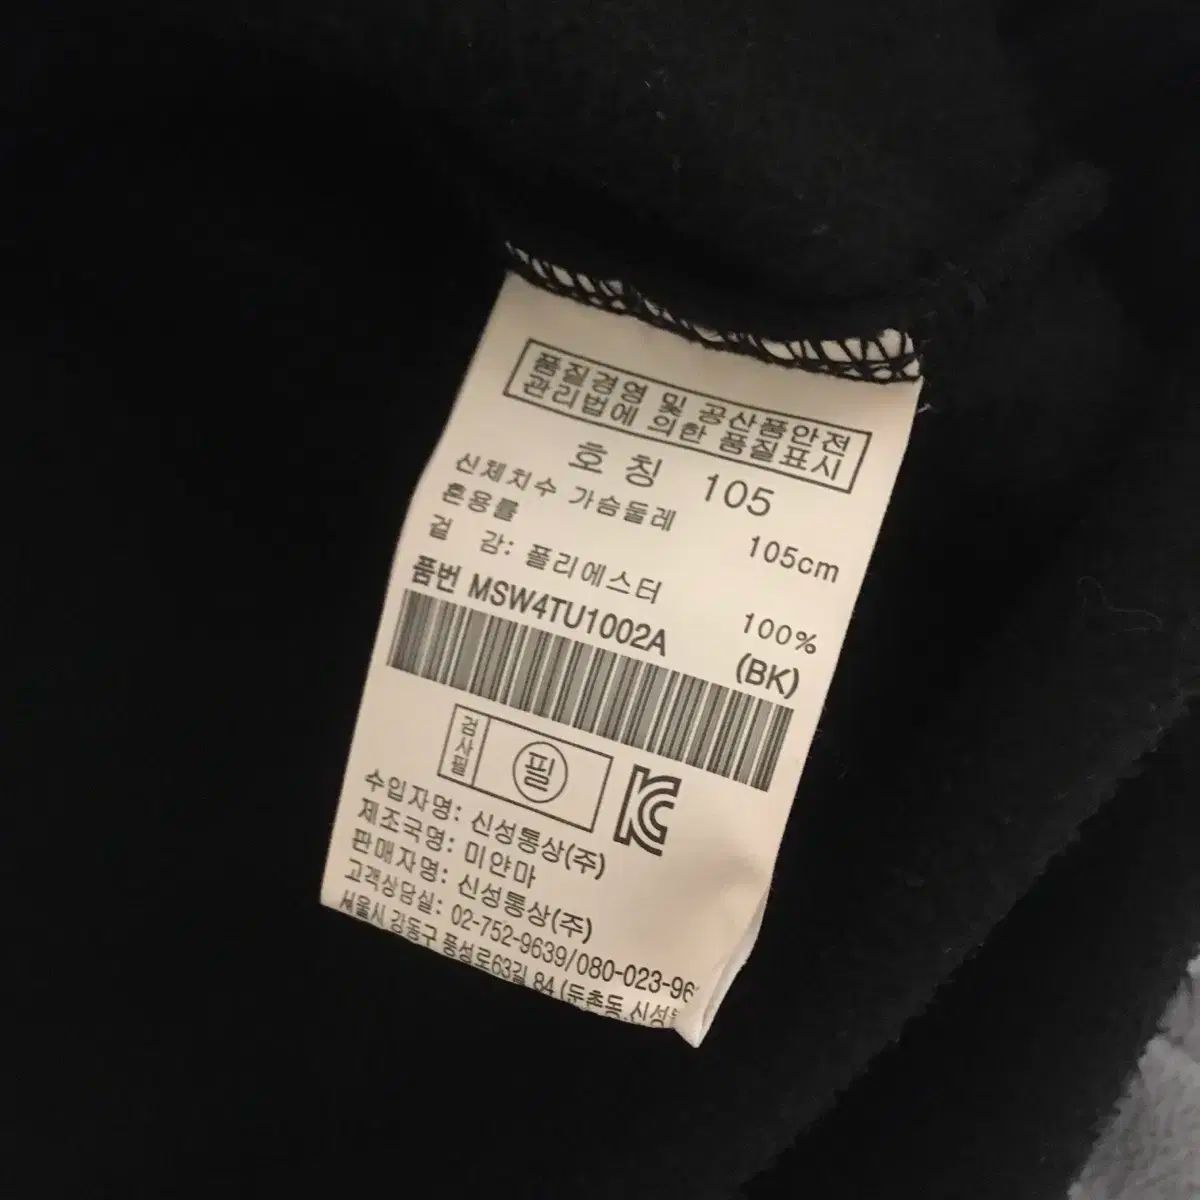 품질경영 및 공산품안전
관리법에 의한 품질표시
호 칭 105
신체치수 가슴둘레 105cm
혼용률
겉 감: 폴리에스터 100%
품번 MSW4TU1002A (BK)
검사필 필
수입자명: 신성통상(주)
제조국명: 미얀마
판매자명: 신성통상(주)
고객상담실: 02-752-9639/080-023-96
서울시 강동구 풍성로63길 84 (둔촌동,신성